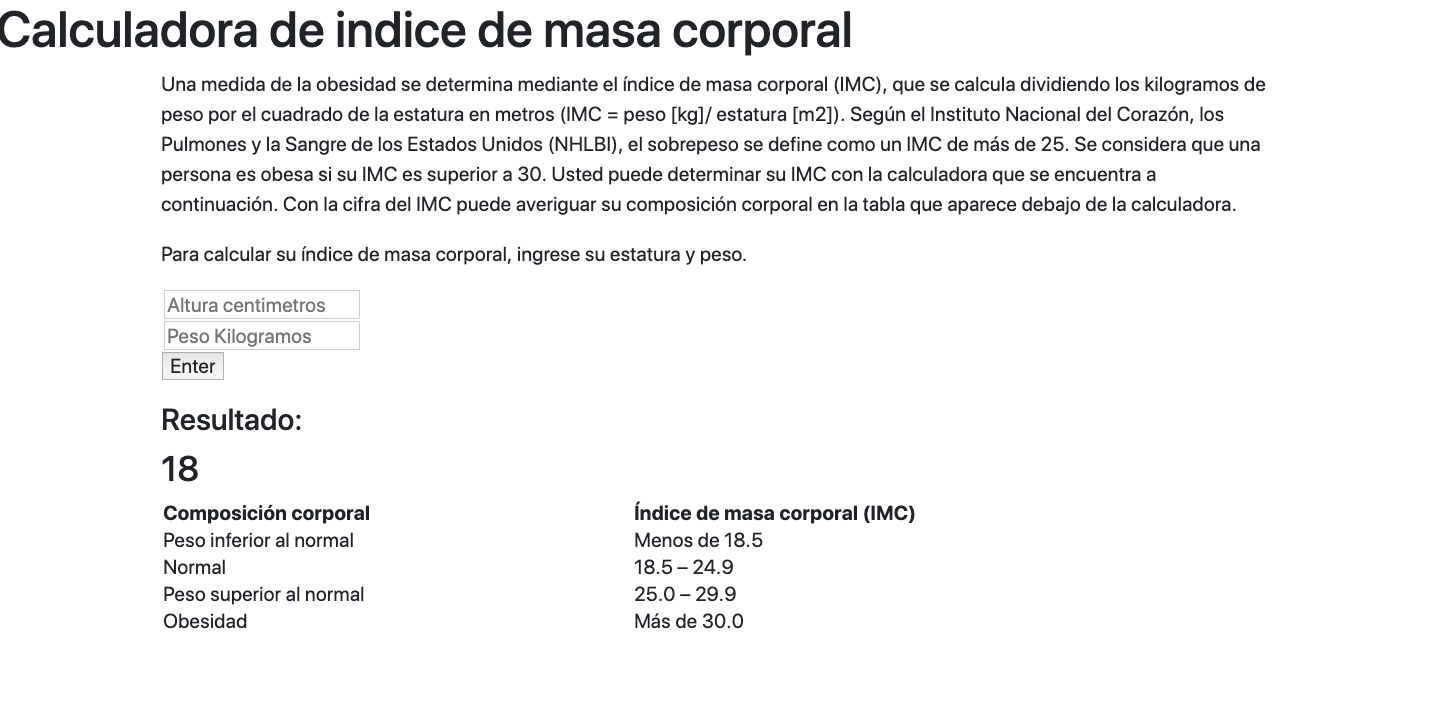 Calculadora de indice de masa corporal
Una medida de la obesidad se determina mediante el índice de masa corporal (IMC), que se calcula dividiendo los kilogramos de
peso por el cuadrado de la estatura en metros (IMC = peso [kg]/ estatura [m2]). Según el Instituto Nacional del Corazón, los
Pulmones y la Sangre de los Estados Unidos (NHLBI), el sobrepeso se define como un IMC de más de 25. Se considera que una
persona es obesa si su IMC es superior a 30. Usted puede determinar su IMC con la calculadora que se encuentra a
continuación. Con la cifra del IMC puede averiguar su composición corporal en la tabla que aparece debajo de la calculadora.
Para calcular su índice de masa corporal, ingrese su estatura y peso.
Altura centimetros
Peso Kilogramos
Enter
Resultado:
18
Composición corporal Índice de masa corporal (IMC)
Peso inferior al normal Menos de 18.5
Normal 18.5 – 24.9
Peso superior al normal 25.0 – 29.9
Obesidad Más de 30.0